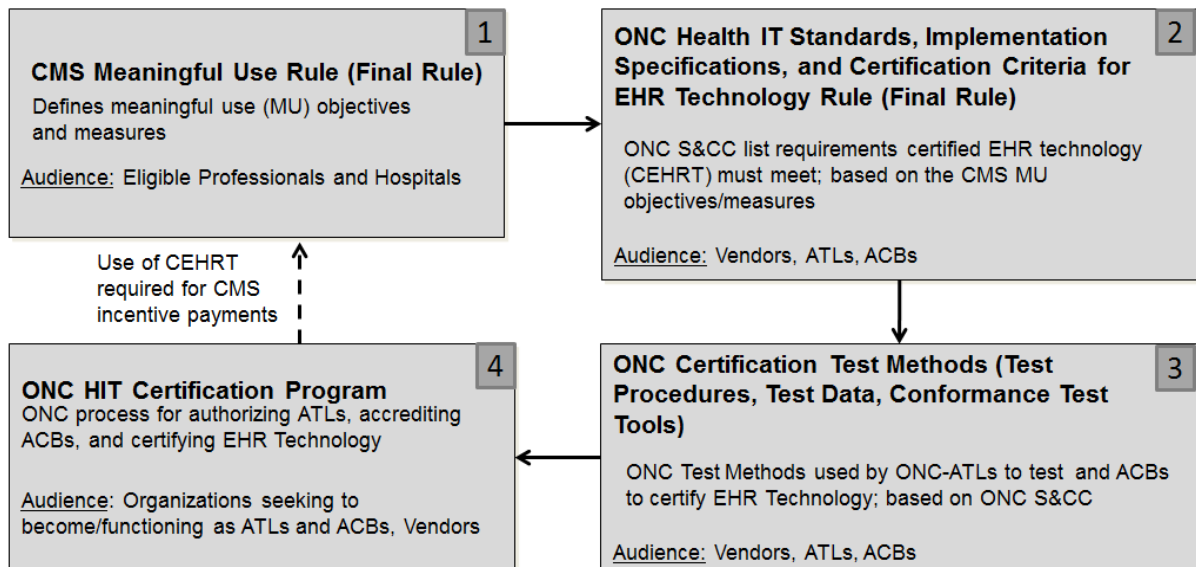 1
CMS Meaningful Use Rule (Final Rule)
Defines meaningful use (MU) objectives
and measures
Audience: Eligible Professionals and Hospitals
2
ONC Health IT Standards, Implementation
Specifications, and Certification Criteria for
EHR Technology Rule (Final Rule)
ONC S&CC list requirements certified EHR technology
(CEHRT) must meet; based on the CMS MU
objectives/measures
Audience: Vendors, ATLs, ACBs
Use of CEHRT
required for CMS
incentive payments
3
ONC Certification Test Methods (Test
Procedures, Test Data, Conformance Test
Tools)
ONC Test Methods used by ONC-ATLs to test and ACBs
to certify EHR Technology; based on ONC S&CC
Audience: Vendors, ATLs, ACBs
4
ONC HIT Certification Program
ONC process for authorizing ATLs, accrediting
ACBs, and certifying EHR Technology
Audience: Organizations seeking to
become/functioning as ATLs and ACBs, Vendors